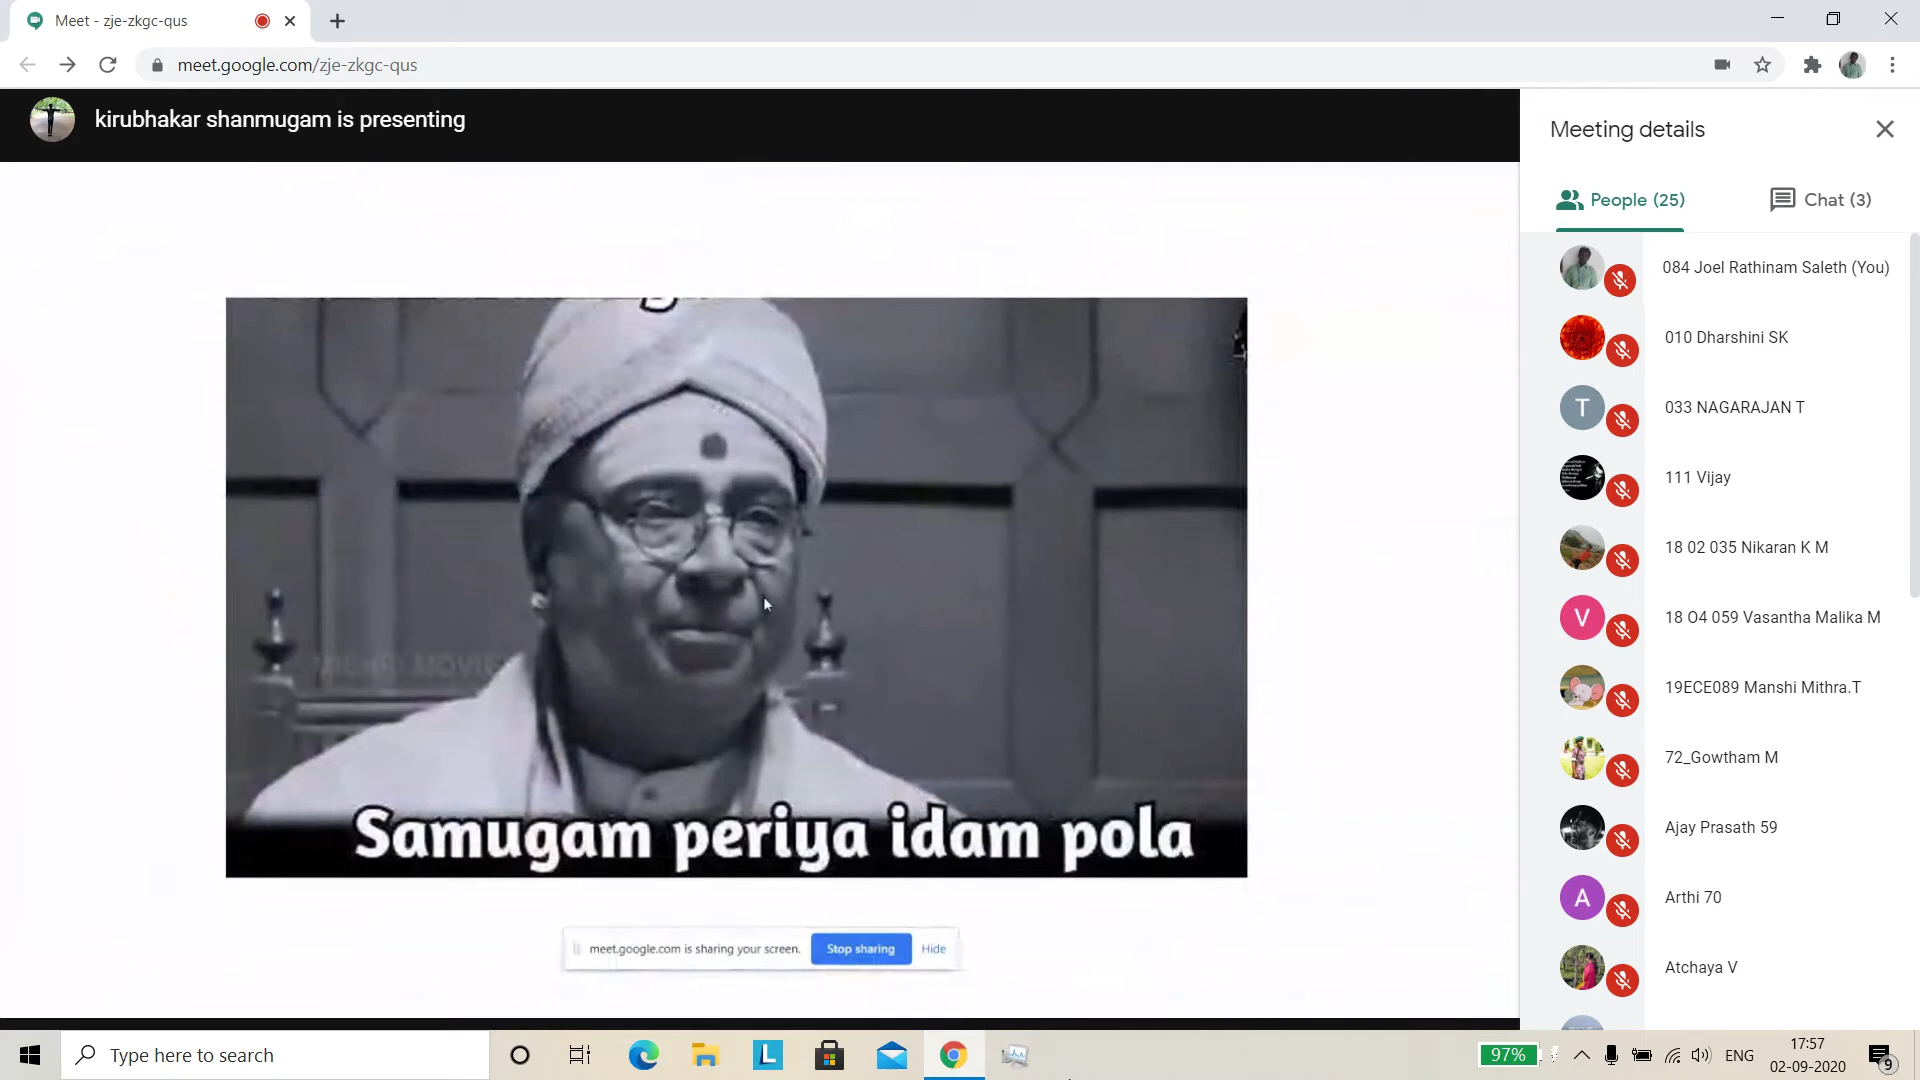 Meet - zje-zkgc-qus
meet.google.com/zje-zkgc-qus
kirubhakar shanmugam is presenting
Meeting details
People (25)
Chat (3)
084 Joel Rathinam Saleth (You)
010 Dharshini SK
T
033 NAGARAJAN T
111 Vijay
18 02 035 Nikaran K M
V
18 O4 059 Vasantha Malika M
19ECE089 Manshi Mithra.T
72_Gowtham M
Ajay Prasath 59
A
Arthi 70
Atchaya V
Samugam periya idam pola
meet.google.com is sharing your screen.
Stop sharing
Hide
Type here to search
L
97%
ENG
17:57
02-09-2020
9